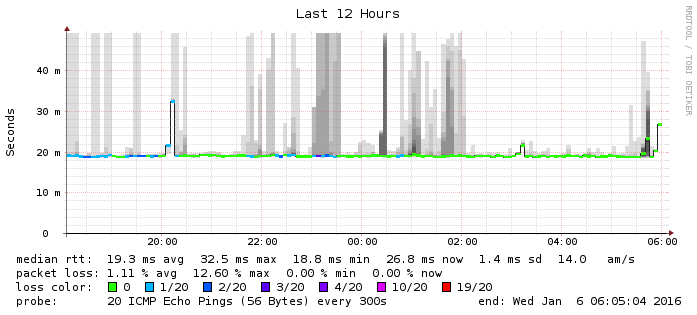 Last 12 Hours
RRDTOOL / TOBI OETIKER
Seconds
40 m
30 m
20 m
10 m
0
20:00 22:00 00:00 02:00 04:00 06:00
median rtt: 19.3 ms avg 32.5 ms max 18.8 ms min 26.8 ms now 1.4 ms sd 14.0 am/s
packet loss: 1.11 % avg 12.60 % max 0.00 % min 0.00 % now
loss color: 0 1/20 2/20 3/20 4/20 10/20 19/20
probe: 20 ICMP Echo Pings (56 Bytes) every 300s end: Wed Jan 6 06:05:04 2016